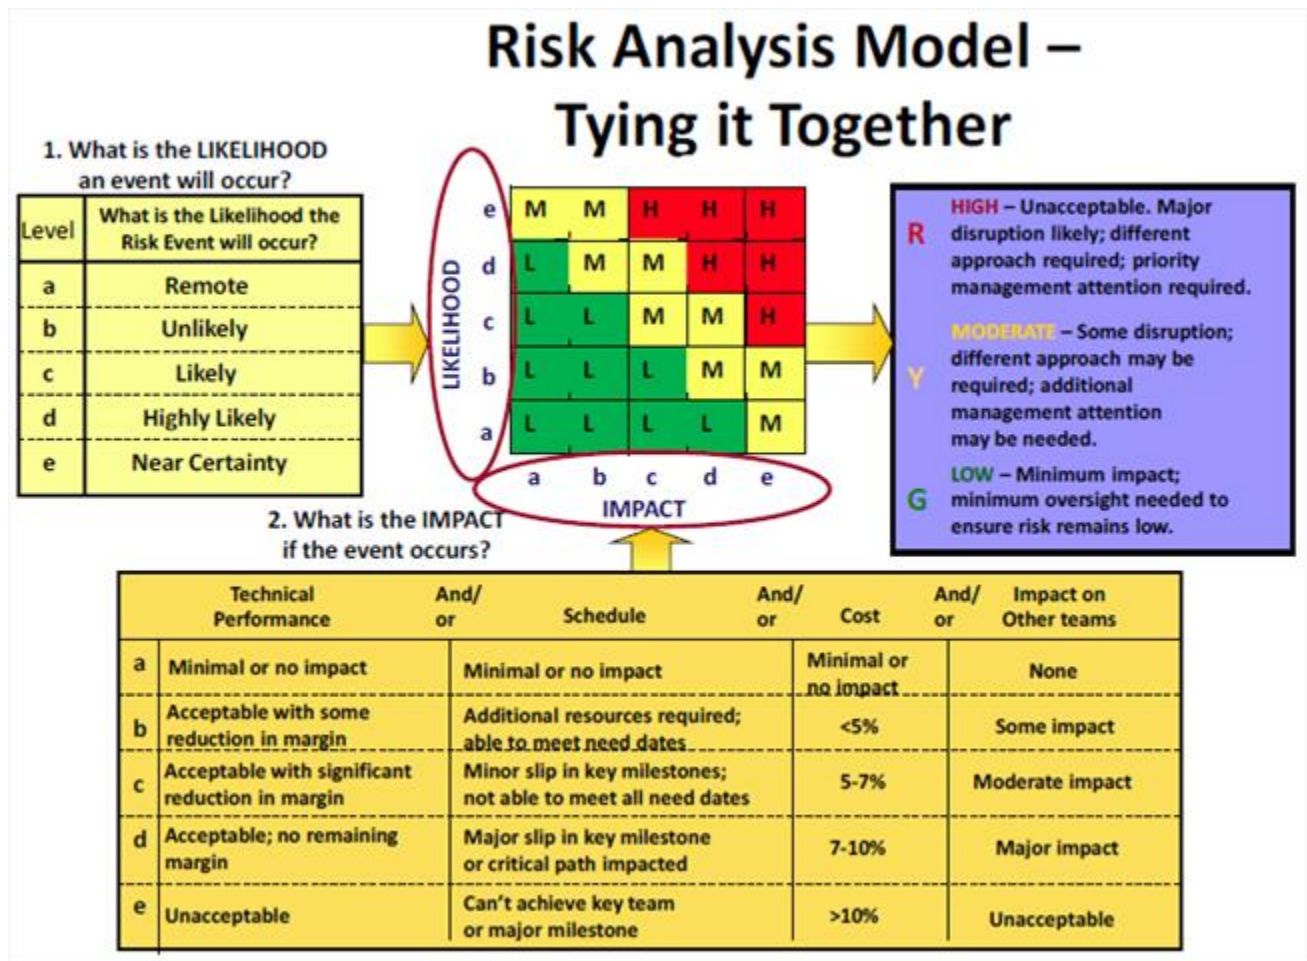 Risk Analysis Model –
Tying it Together
1. What is the LIKELIHOOD
an event will occur?
Level
What is the Likelihood the
Risk Event will occur?
a Remote
b Unlikely
c Likely
d Highly Likely
e Near Certainty
LIKELIHOOD
e M M H H H
d L M M H H
c L L M M H
b L L L M M
a L L L L M
a b c d e
IMPACT
R
HIGH – Unacceptable. Major
disruption likely; different
approach required; priority
management attention required.
Y
MODERATE – Some disruption;
different approach may be
required; additional
management attention
may be needed.
G
LOW – Minimum impact;
minimum oversight needed to
ensure risk remains low.
2. What is the IMPACT
if the event occurs?
Technical
Performance
And/
or
Schedule
And/
or
Cost
And/
or
Impact on
Other teams
a
Minimal or no impact
Minimal or no impact
Minimal or
no impact
None
b
Acceptable with some
reduction in margin
Additional resources required;
able to meet need dates
<5%
Some impact
c
Acceptable with significant
reduction in margin
Minor slip in key milestones;
not able to meet all need dates
5-7%
Moderate impact
d
Acceptable; no remaining
margin
Major slip in key milestone
or critical path impacted
7-10%
Major impact
e
Unacceptable
Can't achieve key team
or major milestone
>10%
Unacceptable